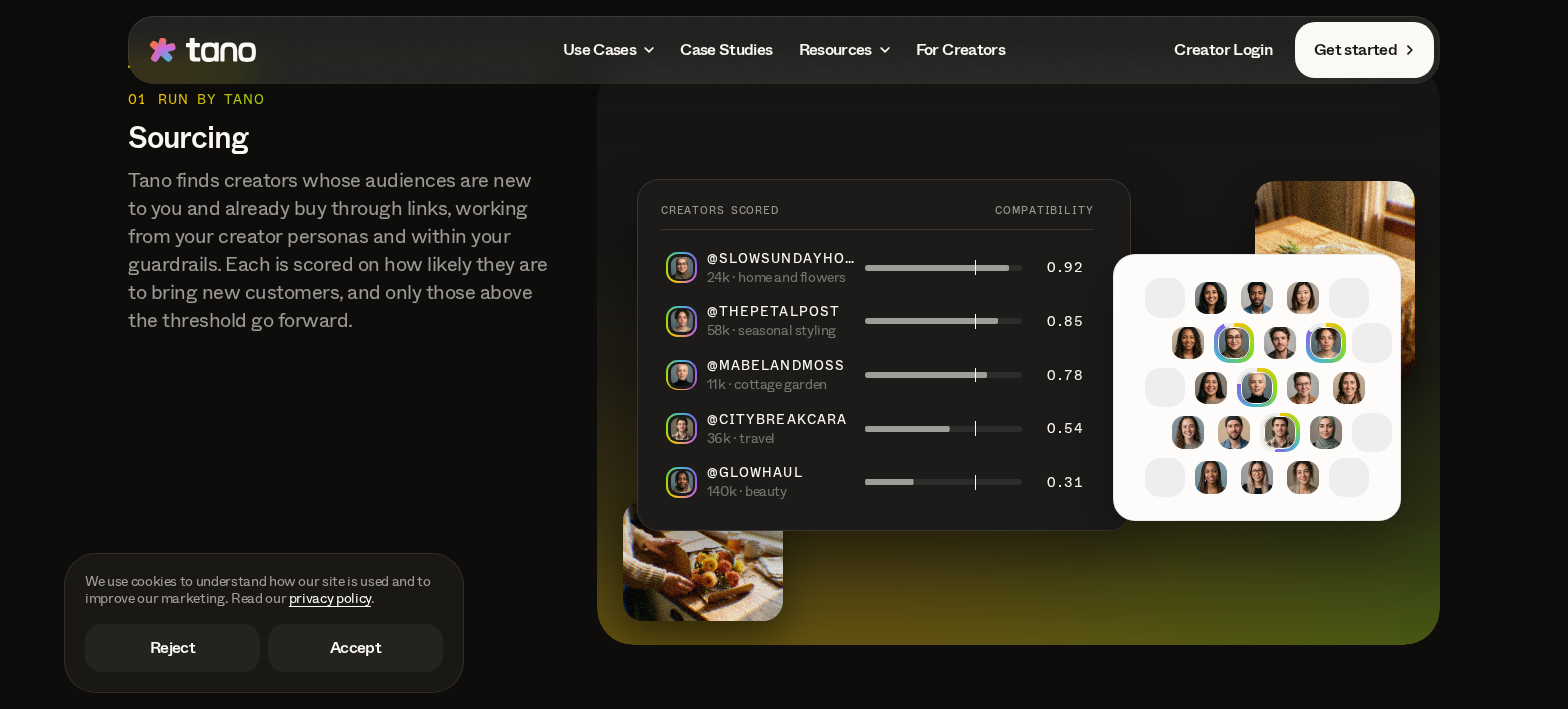 tano
Use Cases
Case Studies
Resources
For Creators
Creator Login
Get started
01 RUN BY TANO
Sourcing
Tano finds creators whose audiences are new
to you and already buy through links, working
from your creator personas and within your
guardrails. Each is scored on how likely they are
to bring new customers, and only those above
the threshold go forward.
CREATORS SCORED
COMPATIBILITY
@SLOWSUNDAYHO…
24k · home and flowers
0.92
@THEPETALPOST
58k · seasonal styling
0.85
@MABELANDMOSS
11k · cottage garden
0.78
@CITYBREAKCARA
36k · travel
0.54
@GLOWHAUL
140k · beauty
0.31
We use cookies to understand how our site is used and to
improve our marketing. Read our privacy policy.
Reject
Accept